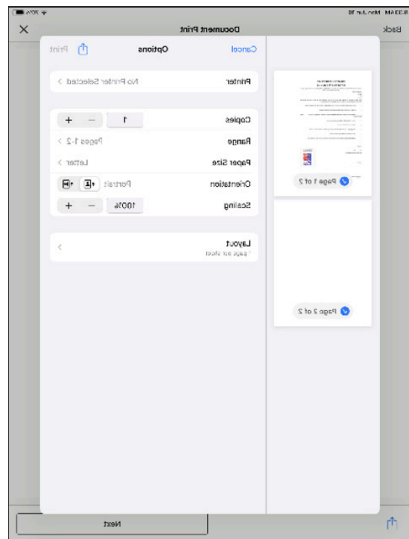 Back Document Print
Cancel Options Print
Printer No Printer Selected
Copies 1
Range Pages 1-2
Paper Size Letter
Orientation Portrait
Scaling 100%
Layout
1 page per sheet
Page 1 of 2
Page 2 of 2
Next